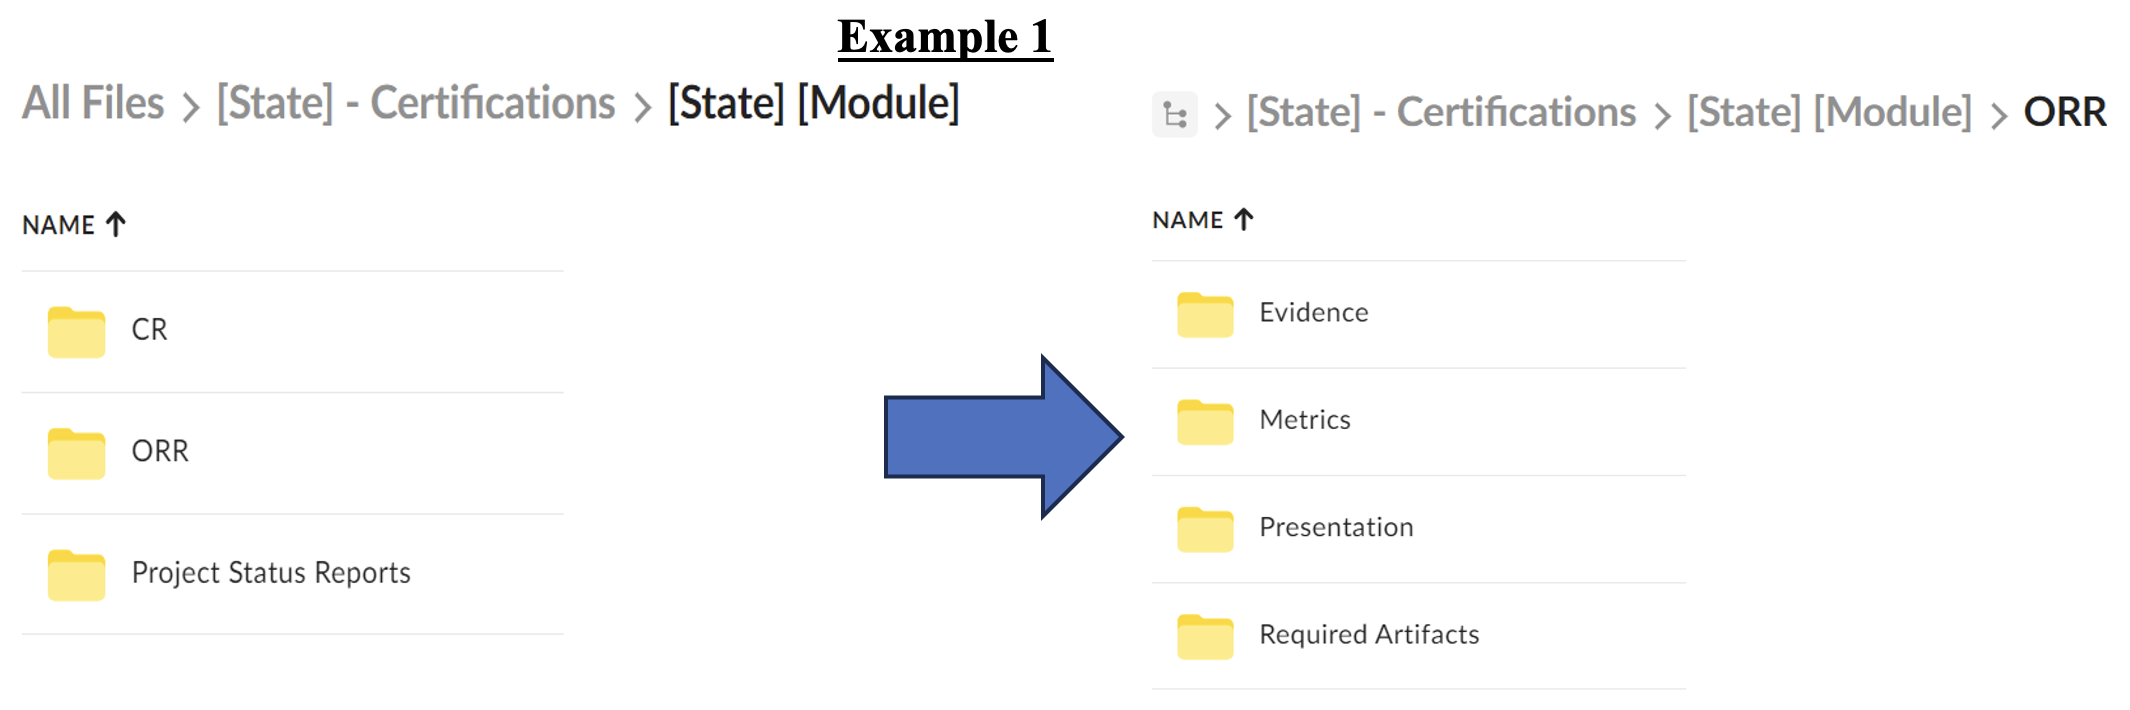 Example 1
All Files > [State] - Certifications > [State] [Module]
NAME ↑
CR
ORR
Project Status Reports
> [State] - Certifications > [State] [Module] > ORR
NAME ↑
Evidence
Metrics
Presentation
Required Artifacts